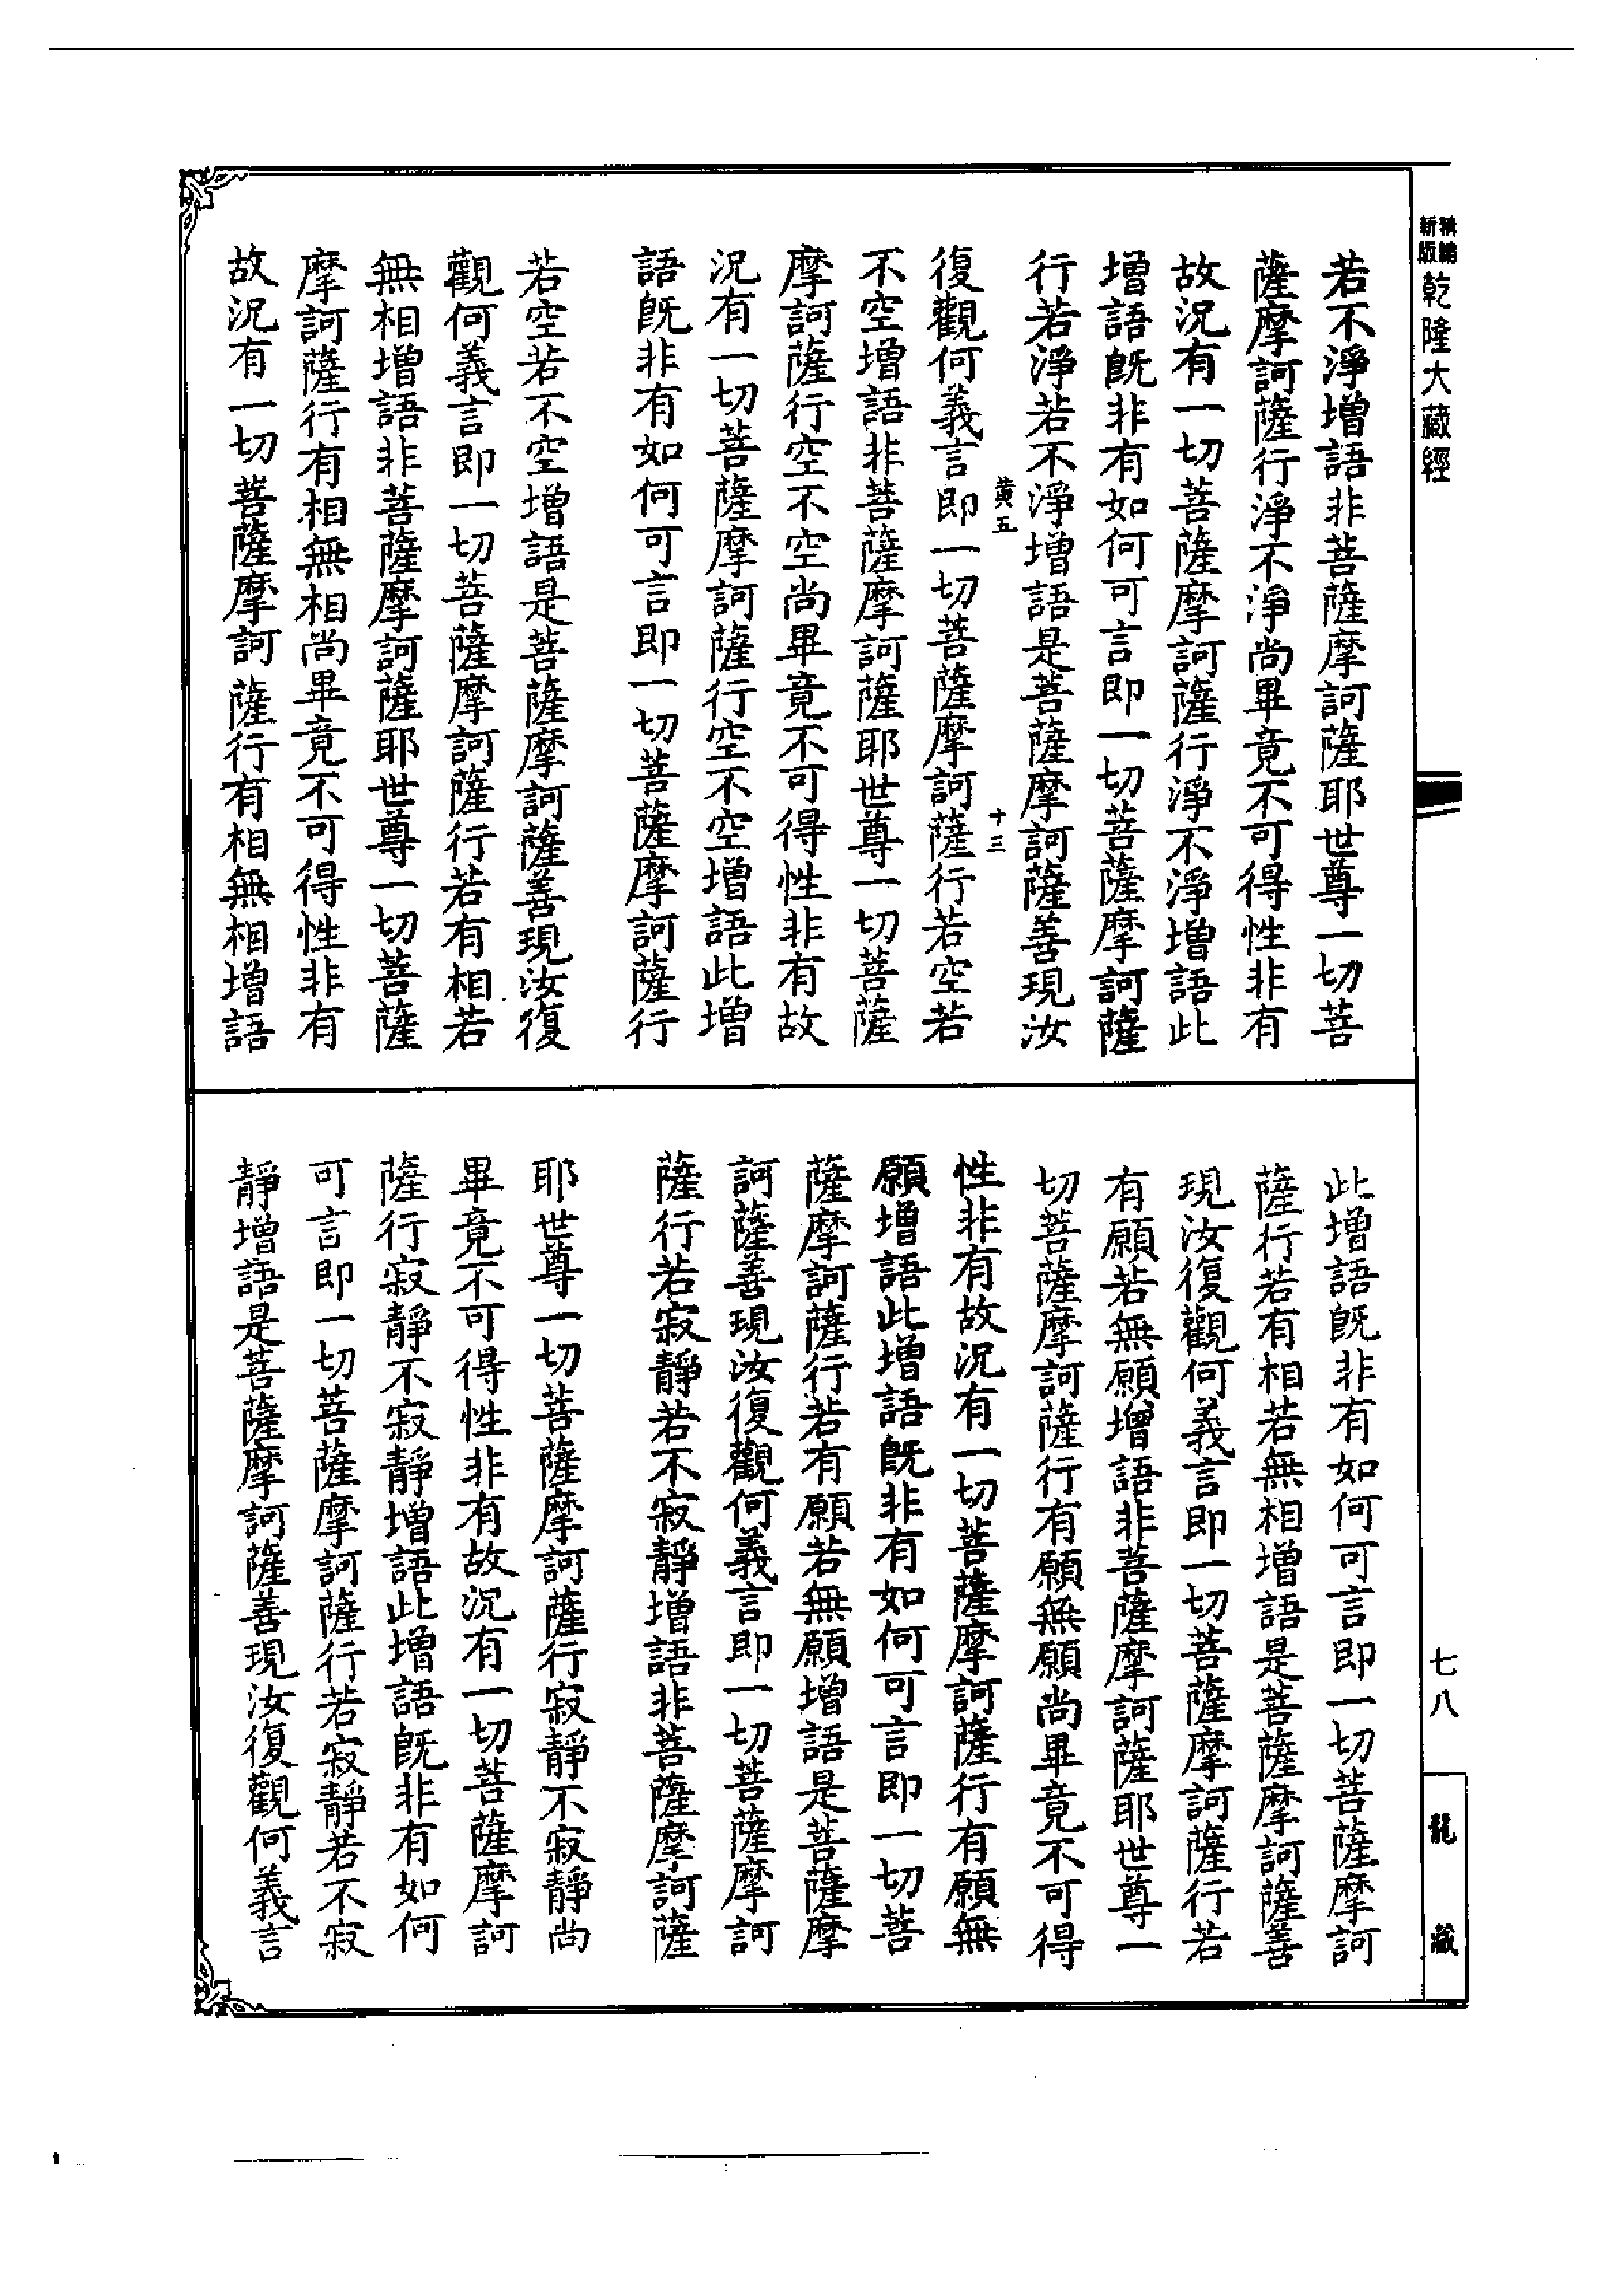 新編縮版
乾隆大藏經
若不淨增語非菩薩摩訶薩耶世尊一切菩
薩摩訶薩行淨不淨尚畢竟不可得性非有
故況有一切菩薩摩訶薩行淨不淨增語此
增語既非有如何可言即一切菩薩摩訶薩
行若淨若不淨增語是菩薩摩訶薩善現汝
黃五
十三
復觀何義言即一切菩薩摩訶薩行若空若
不空增語非菩薩摩訶薩耶世尊一切菩薩
摩訶薩行空不空尚畢竟不可得性非有故
況有一切菩薩摩訶薩行空不空增語此增
語既非有如何可言即一切菩薩摩訶薩行
若空若不空增語是菩薩摩訶薩善現汝復
觀何義言即一切菩薩摩訶薩行若有相若
無相增語非菩薩摩訶薩耶世尊一切菩薩
摩訶薩行有相無相尚畢竟不可得性非有
故況有一切菩薩摩訶薩行有相無相增語
此增語既非有如何可言即一切菩薩摩訶
薩行若有相若無相增語是菩薩摩訶薩善
現汝復觀何義言即一切菩薩摩訶薩行若
有願若無願增語非菩薩摩訶薩耶世尊一
切菩薩摩訶薩行有願無願尚畢竟不可得
性非有故況有一切菩薩摩訶薩行有願無
願增語此增語既非有如何可言即一切菩
薩摩訶薩行若有願若無願增語是菩薩摩
訶薩善現汝復觀何義言即一切菩薩摩訶
薩行若寂靜若不寂靜增語非菩薩摩訶薩
耶世尊一切菩薩摩訶薩行寂靜不寂靜尚
畢竟不可得性非有故況有一切菩薩摩訶
薩行寂靜不寂靜增語此增語既非有如何
可言即一切菩薩摩訶薩行若寂靜若不寂
靜增語是菩薩摩訶薩善現汝復觀何義言
七八
龍藏